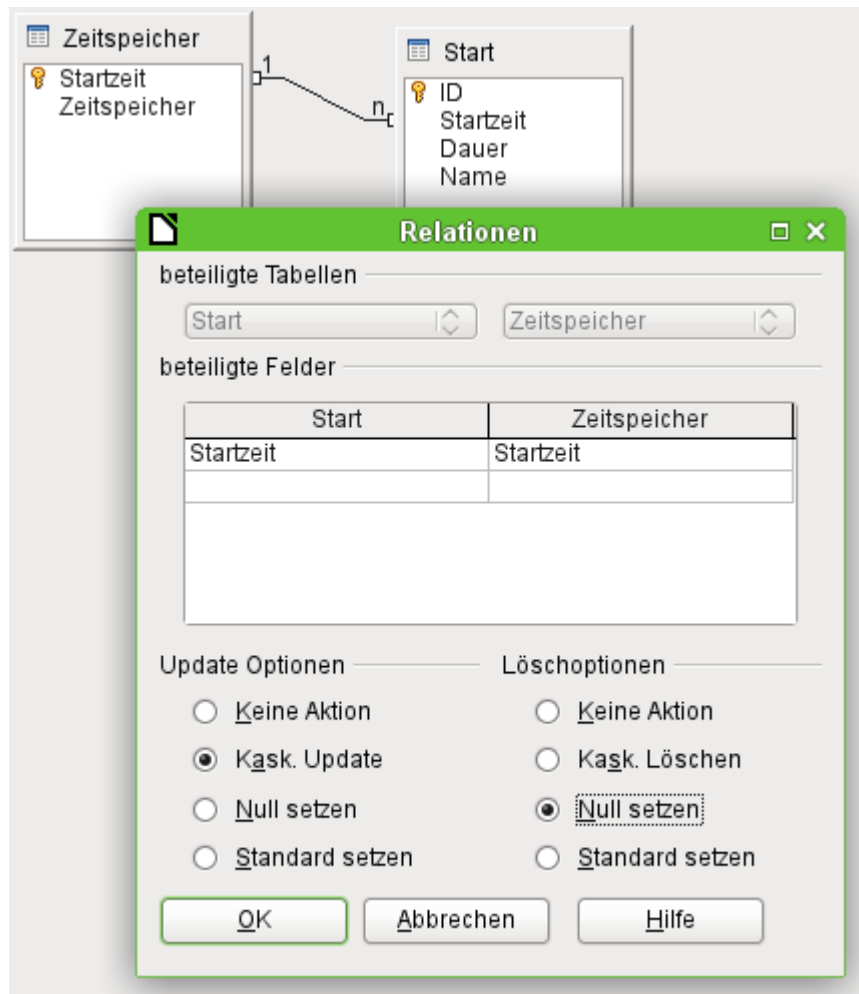 Zeitspeicher
Startzeit
Zeitspeicher
1
n
Start
ID
Startzeit
Dauer
Name
Relationen
beteiligte Tabellen
Start Zeitspeicher
beteiligte Felder
Start Zeitspeicher
Startzeit Startzeit
Update Optionen Löschoptionen
Keine Aktion Keine Aktion
Kask. Update Kask. Löschen
Null setzen Null setzen
Standard setzen Standard setzen
OK Abbrechen Hilfe